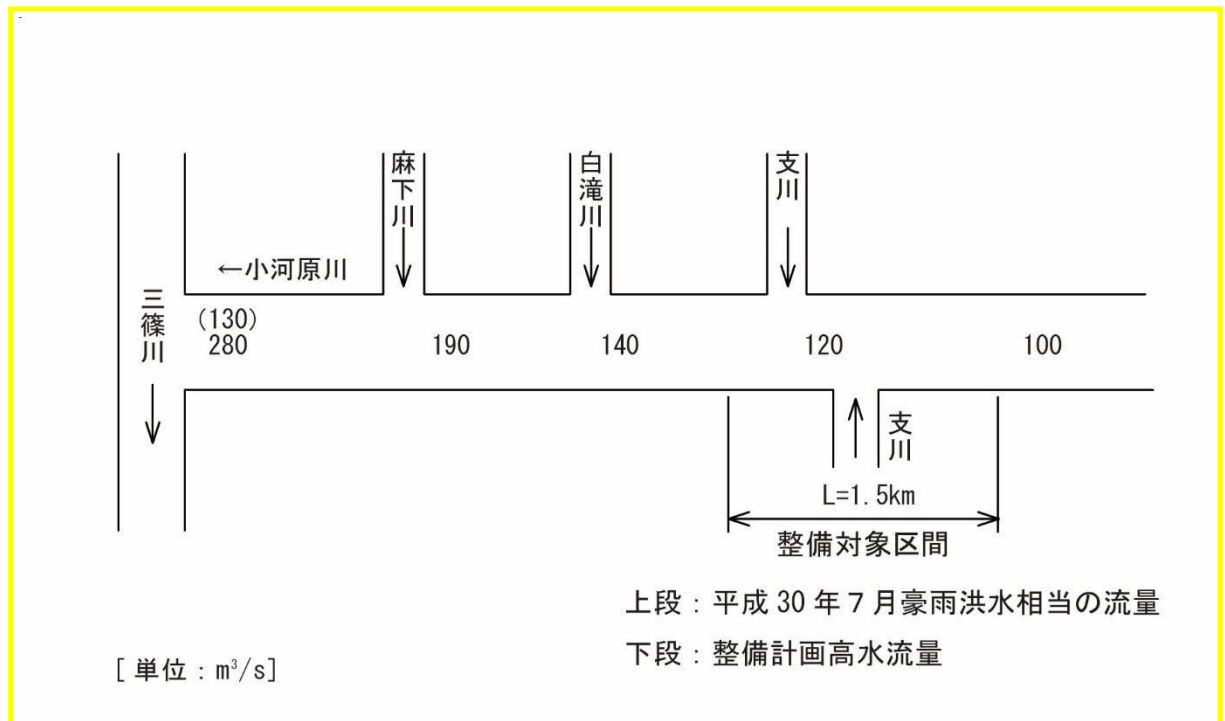 麻下川
白滝川
支川
←小河原川
三篠川
(130)
280
190
140
120
100
支川
L=1.5km
整備対象区間
上段：平成30年７月豪雨洪水相当の流量
下段：整備計画高水流量
[単位：m³/s]